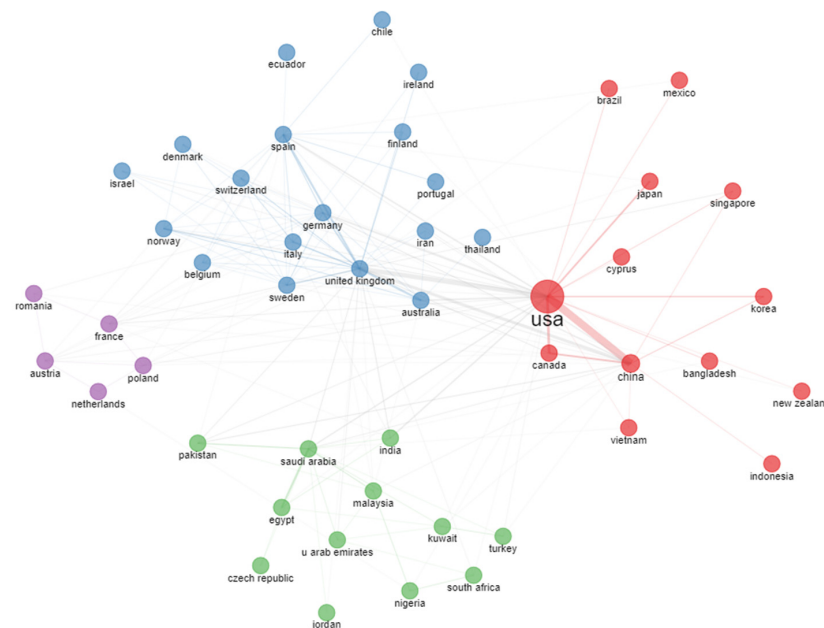 chile
ecuador
ireland
brazil
mexico
spain
finland
denmark
israel
switzerland
portugal
japan
singapore
germany
norway
italy
iran
thailand
belgium
cyprus
united kingdom
sweden
australia
romania
usa
korea
france
canada
austria
poland
china
bangladesh
netherlands
new zealan
vietnam
pakistan
saudi arabia
india
indonesia
malaysia
egypt
kuwait
turkey
u arab emirates
czech republic
south africa
nigeria
jordan